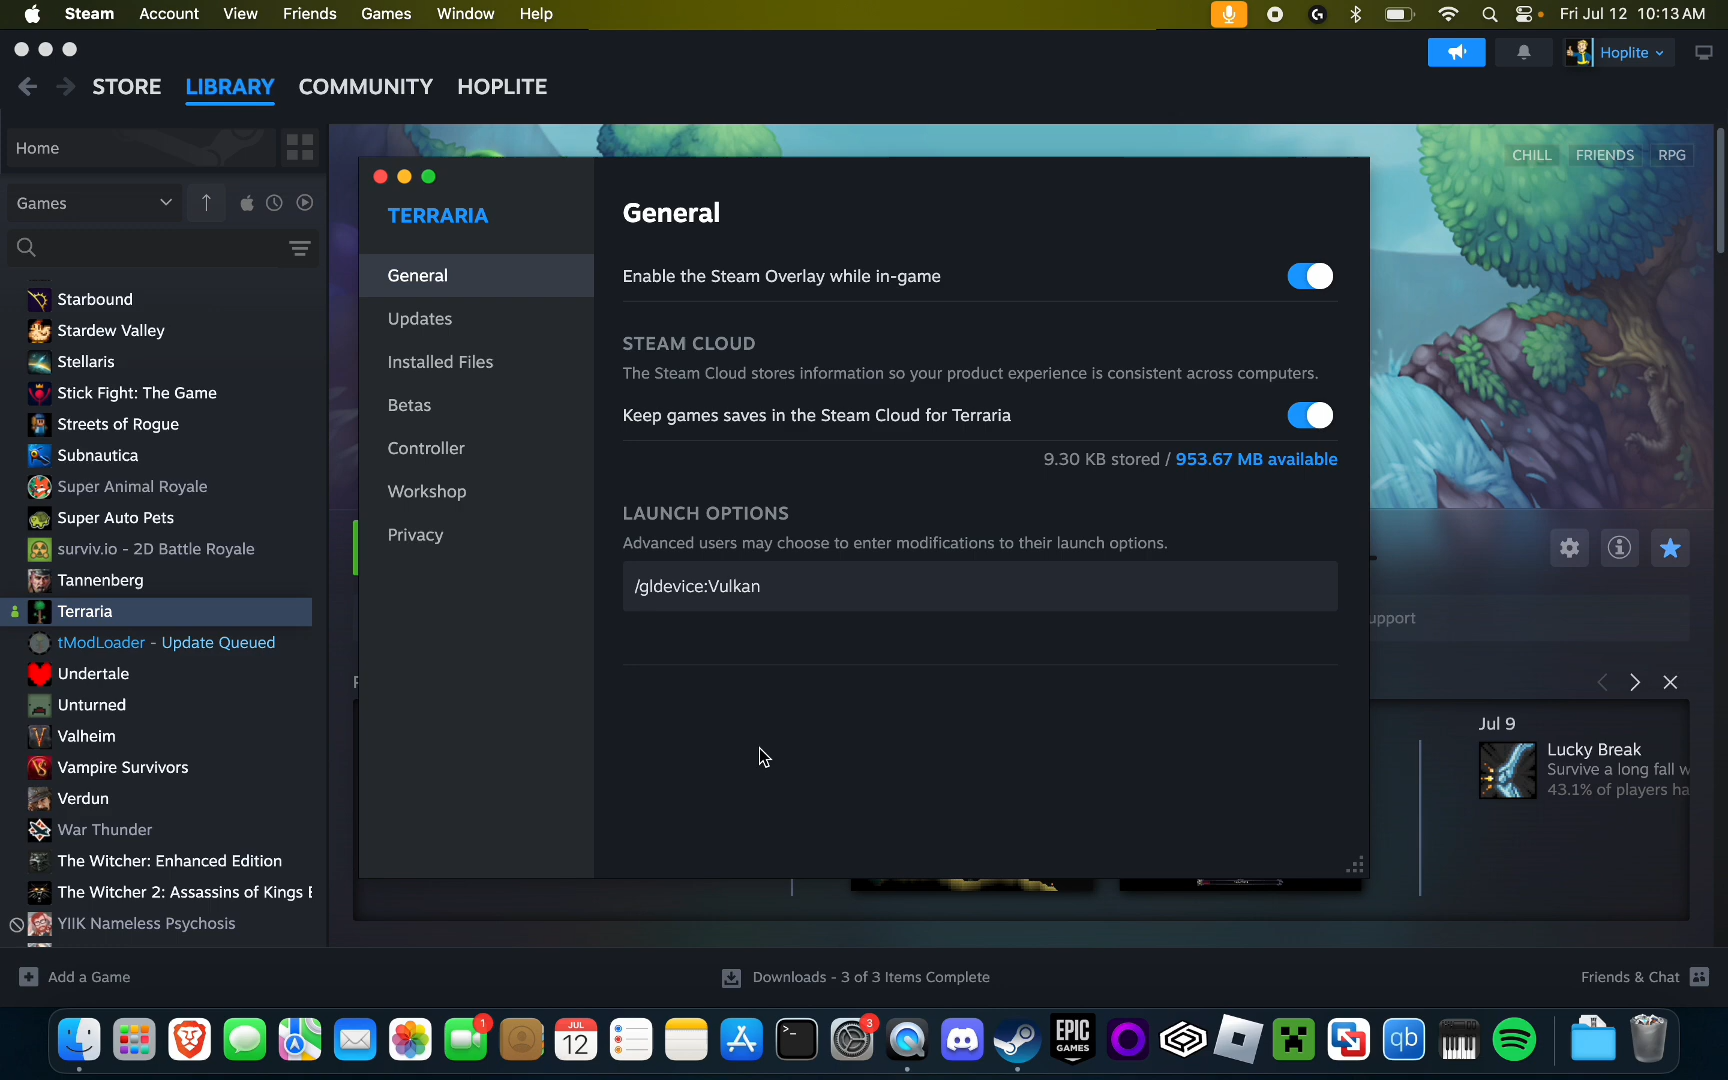 Steam Account View Friends Games Window Help Fri Jul 12 10:13 AM
Hoplite
STORE LIBRARY COMMUNITY HOPLITE
Home
CHILL FRIENDS RPG
Games
TERRARIA
General
Updates
Installed Files
Betas
Controller
Workshop
Privacy
General
Enable the Steam Overlay while in-game
STEAM CLOUD
The Steam Cloud stores information so your product experience is consistent across computers.
Keep games saves in the Steam Cloud for Terraria
9.30 KB stored / 953.67 MB available
LAUNCH OPTIONS
Advanced users may choose to enter modifications to their launch options.
/gldevice:Vulkan
Starbound
Stardew Valley
Stellaris
Stick Fight: The Game
Streets of Rogue
Subnautica
Super Animal Royale
Super Auto Pets
surviv.io - 2D Battle Royale
Tannenberg
Terraria
tModLoader - Update Queued
Undertale
Unturned
Valheim
Vampire Survivors
Verdun
War Thunder
The Witcher: Enhanced Edition
The Witcher 2: Assassins of Kings E
YIIK Nameless Psychosis
upport
Jul 9
Lucky Break
Survive a long fall w
43.1% of players ha
Add a Game
Downloads - 3 of 3 Items Complete
Friends & Chat
1
JUL
12
3
EPIC
GAMES
qb